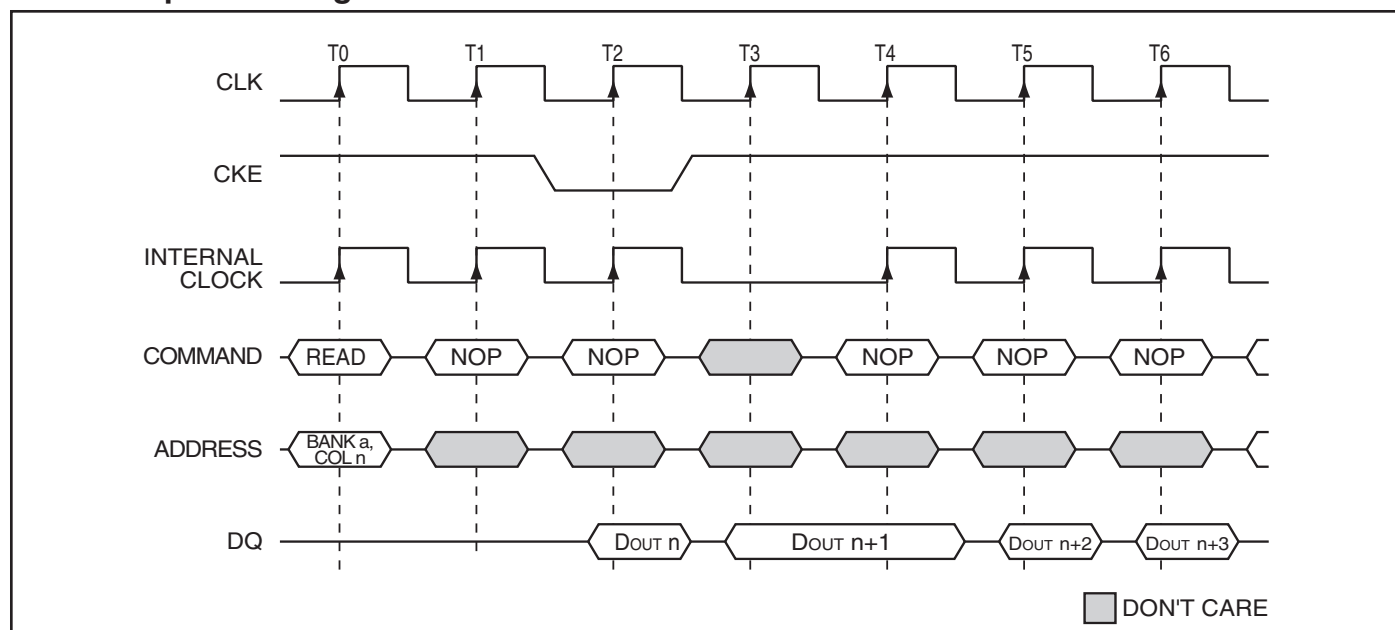 T0 T1 T2 T3 T4 T5 T6
CLK
CKE
INTERNAL
CLOCK
COMMAND READ NOP NOP NOP NOP NOP
ADDRESS BANK a,
COL n
DQ DOUT n DOUT n+1 DOUT n+2 DOUT n+3
DON'T CARE